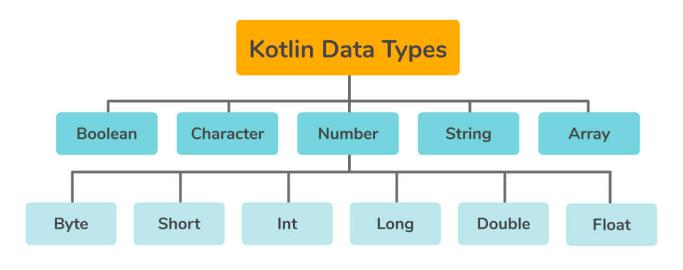 Kotlin Data Types
Boolean
Character
Number
String
Array
Byte
Short
Int
Long
Double
Float